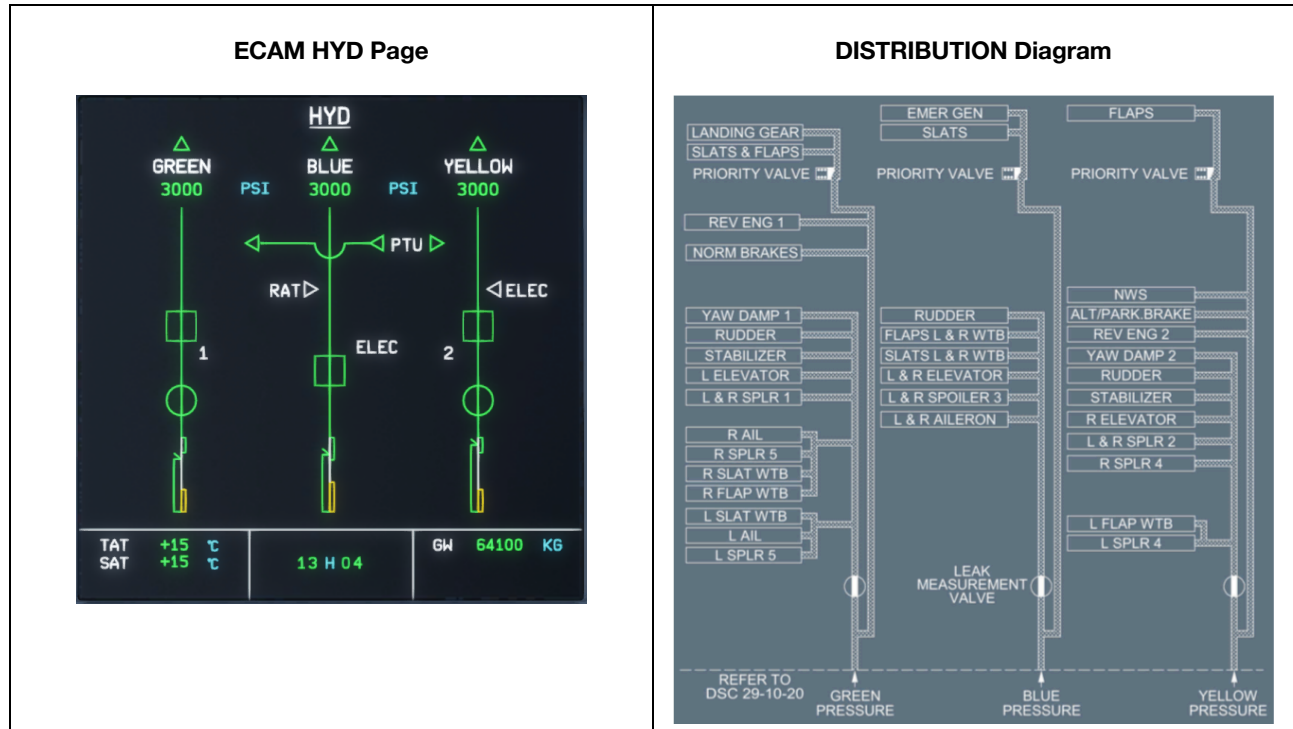 ECAM HYD Page
HYD
GREEN BLUE YELLOW
3000 PSI 3000 PSI 3000
PTU
RAT ELEC
1 ELEC 2
TAT +15 °C GW 64100 KG
SAT +15 °C 13 H 04
DISTRIBUTION Diagram
EMER GEN FLAPS
LANDING GEAR SLATS
SLATS & FLAPS
PRIORITY VALVE PRIORITY VALVE PRIORITY VALVE
REV ENG 1
NORM BRAKES
YAW DAMP 1
RUDDER
STABILIZER
L ELEVATOR
L & R SPLR 1
R AIL
R SPLR 5
R SLAT WTB
R FLAP WTB
L SLAT WTB
L AIL
L SPLR 5
RUDDER
FLAPS L & R WTB
SLATS L & R WTB
L & R ELEVATOR
L & R SPOILER 3
L & R AILERON
LEAK
MEASUREMENT
VALVE
NWS
ALT/PARK.BRAKE
REV ENG 2
YAW DAMP 2
RUDDER
STABILIZER
R ELEVATOR
L & R SPLR 2
R SPLR 4
L FLAP WTB
L SPLR 4
REFER TO
DSC 29-10-20
GREEN
PRESSURE
BLUE
PRESSURE
YELLOW
PRESSURE